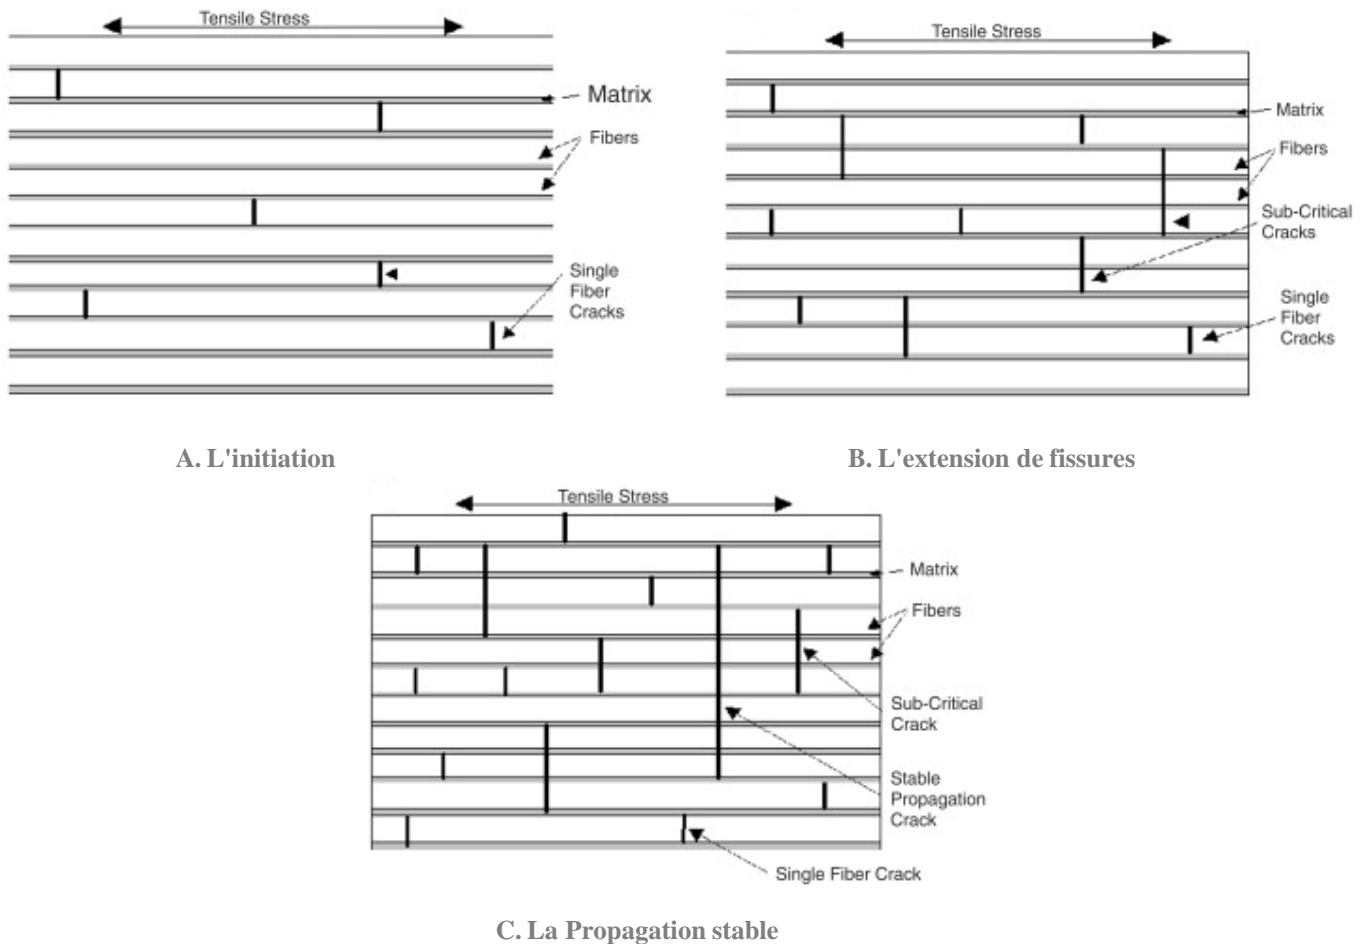 Tensile Stress
Matrix
Fibers
Single
Fiber
Cracks
A. L'initiation
Tensile Stress
Matrix
Fibers
Sub-Critical
Cracks
Single
Fiber
Cracks
B. L'extension de fissures
Tensile Stress
Matrix
Fibers
Sub-Critical
Crack
Stable
Propagation
Crack
Single Fiber Crack
C. La Propagation stable